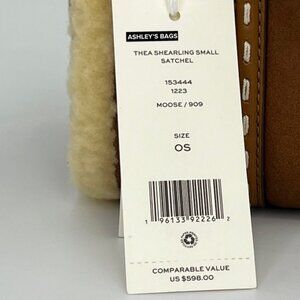 ASHLEY'S BAGS
THEA SHEARLING SMALL
SATCHEL
153444
1223
MOOSE / 909
SIZE
OS
1 96133 92226 2
COMPARABLE VALUE
US $598.00